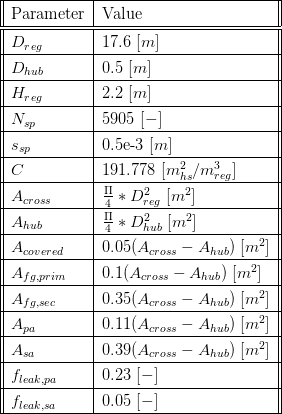 Parameter Value
D_{reg} 17.6 [m]
D_{hub} 0.5 [m]
H_{reg} 2.2 [m]
N_{sp} 5905 [−]
s_{sp} 0.5e-3 [m]
C 191.778 [m_{hs}^2/m_{reg}^3]
A_{cross} \frac{Π}{4} * D_{reg}^2 [m^2]
A_{hub} \frac{Π}{4} * D_{hub}^2 [m^2]
A_{covered} 0.05(A_{cross} − A_{hub}) [m^2]
A_{fg,prim} 0.1(A_{cross} − A_{hub}) [m^2]
A_{fg,sec} 0.35(A_{cross} − A_{hub}) [m^2]
A_{pa} 0.11(A_{cross} − A_{hub}) [m^2]
A_{sa} 0.39(A_{cross} − A_{hub}) [m^2]
f_{leak,pa} 0.23 [−]
f_{leak,sa} 0.05 [−]